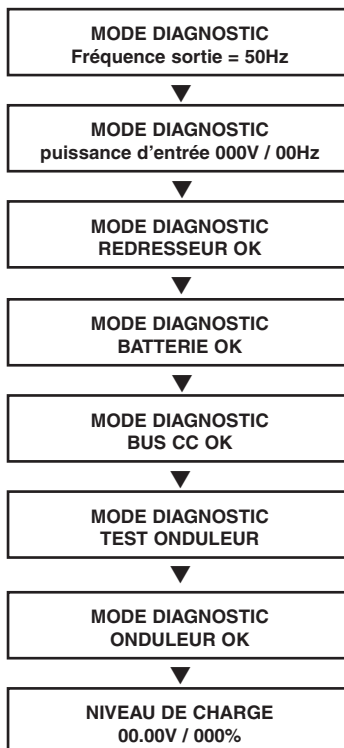 MODE DIAGNOSTIC
Fréquence sortie = 50Hz
MODE DIAGNOSTIC
puissance d'entrée 000V / 00Hz
MODE DIAGNOSTIC
REDRESSEUR OK
MODE DIAGNOSTIC
BATTERIE OK
MODE DIAGNOSTIC
BUS CC OK
MODE DIAGNOSTIC
TEST ONDULEUR
MODE DIAGNOSTIC
ONDULEUR OK
NIVEAU DE CHARGE
00.00V / 000%